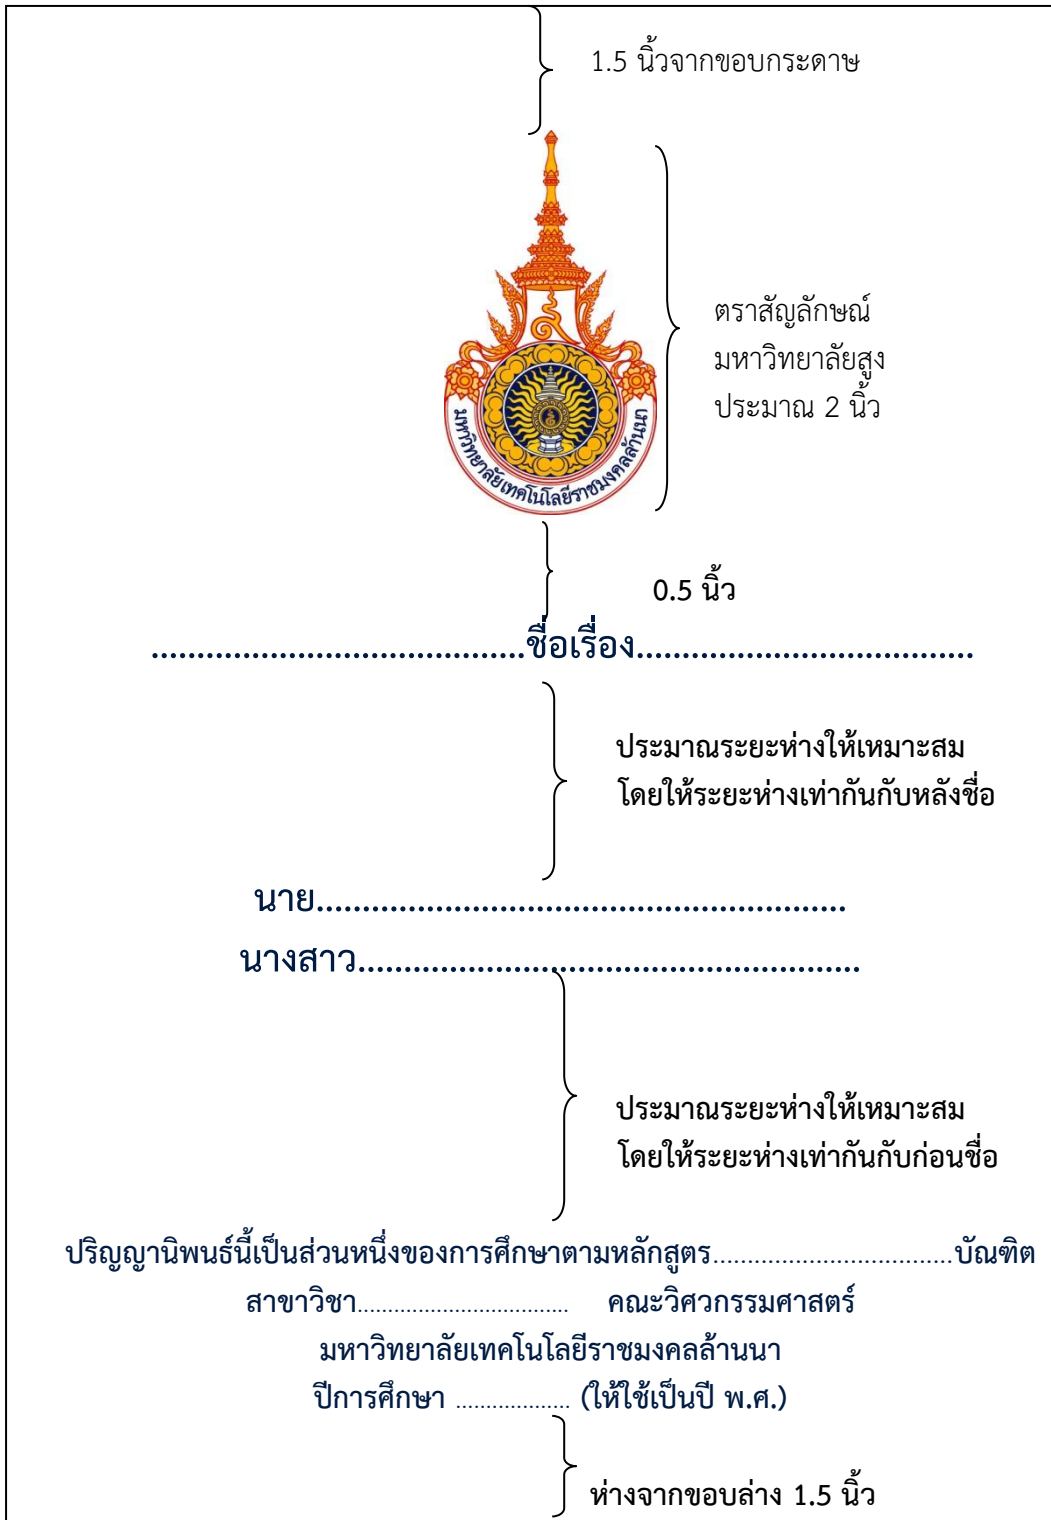 1.5 นิ้วจากขอบกระดาษ
ตราสัญลักษณ์
มหาวิทยาลัยสูง
ประมาณ 2 นิ้ว
มหาวิทยาลัยเทคโนโลยีราชมงคลล้านนา
0.5 นิ้ว
.........................................ชื่อเรื่อง.....................................
ประมาณระยะห่างให้เหมาะสม
โดยให้ระยะห่างเท่ากันกับหลังชื่อ
นาย..........................................................
นางสาว.......................................................
ประมาณระยะห่างให้เหมาะสม
โดยให้ระยะห่างเท่ากันกับก่อนชื่อ
ปริญญานิพนธ์นี้เป็นส่วนหนึ่งของการศึกษาตามหลักสูตร..................................บัณฑิต
สาขาวิชา................................... คณะวิศวกรรมศาสตร์
มหาวิทยาลัยเทคโนโลยีราชมงคลล้านนา
ปีการศึกษา ................... (ให้ใช้เป็นปี พ.ศ.)
ห่างจากขอบล่าง 1.5 นิ้ว